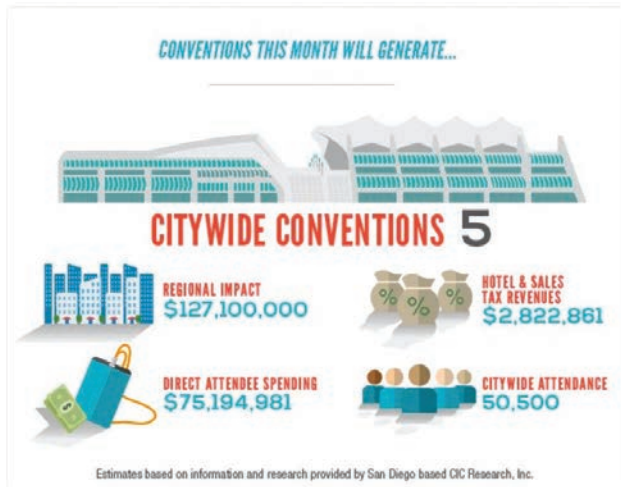 CONVENTIONS THIS MONTH WILL GENERATE...
CITYWIDE CONVENTIONS 5
REGIONAL IMPACT
$127,100,000
% % %
HOTEL & SALES
TAX REVENUES
$2,822,861
$
DIRECT ATTENDEE SPENDING
$75,194,981
CITYWIDE ATTENDANCE
50,500
Estimates based on information and research provided by San Diego based CIC Research, Inc.